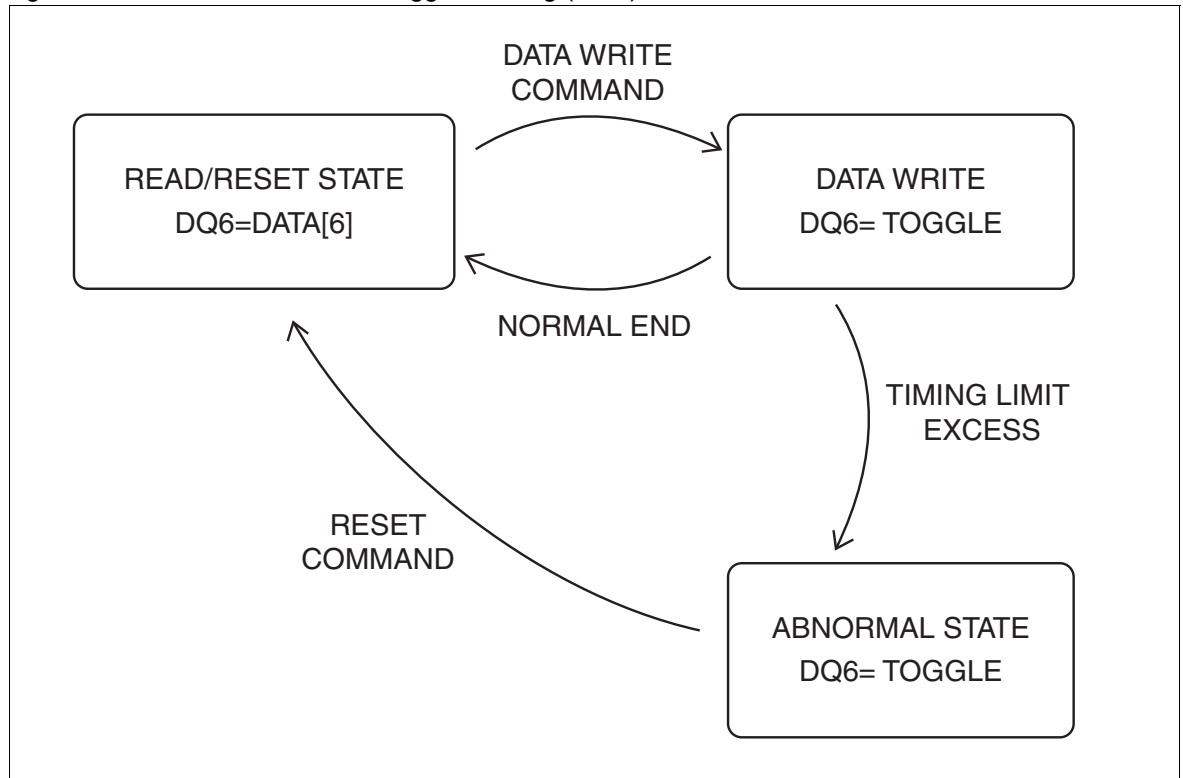 DATA WRITE
COMMAND
READ/RESET STATE
DQ6=DATA[6]
DATA WRITE
DQ6= TOGGLE
NORMAL END
TIMING LIMIT
EXCESS
RESET
COMMAND
ABNORMAL STATE
DQ6= TOGGLE